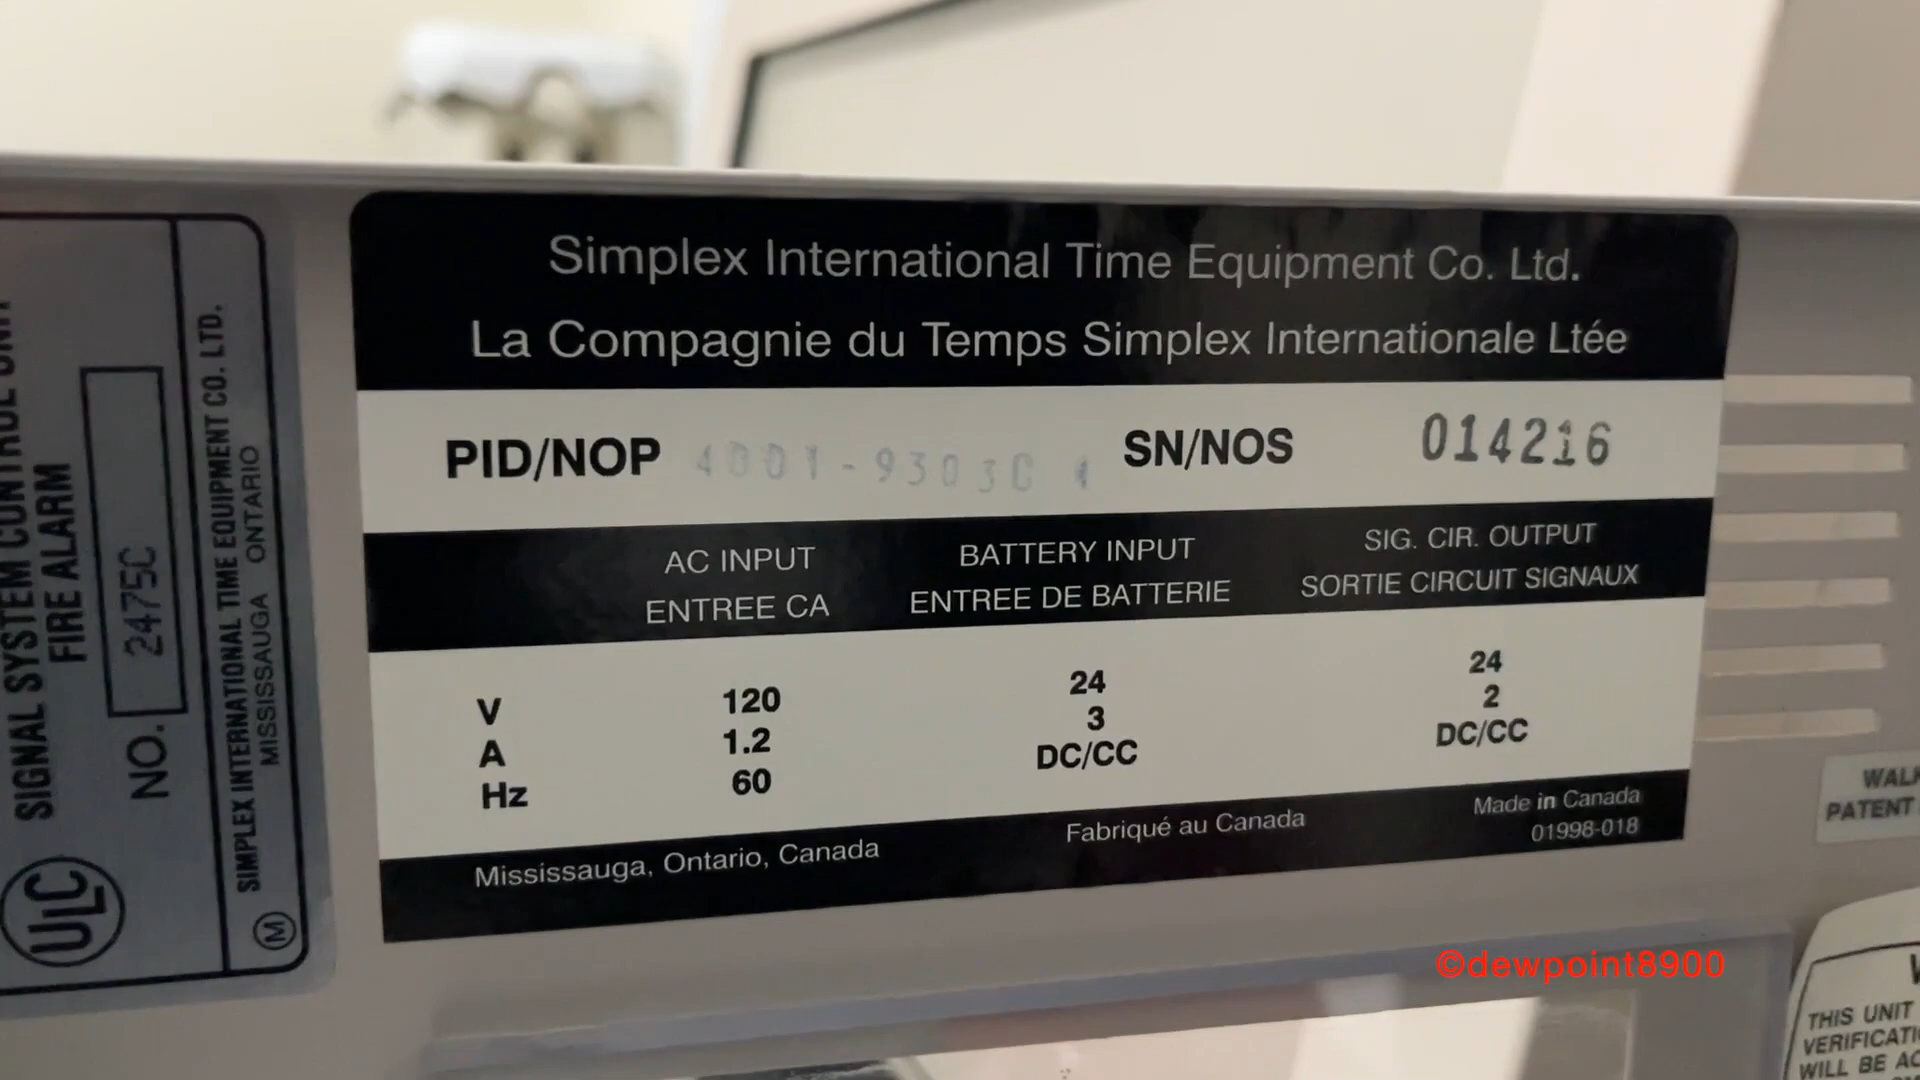 SIGNAL SYSTEM CONTROL UNIT
FIRE ALARM
NO. 2475C
SIMPLEX INTERNATIONAL TIME EQUIPMENT CO. LTD.
MISSISSAUGA ONTARIO
ULC
M
Simplex International Time Equipment Co. Ltd.
La Compagnie du Temps Simplex Internationale Ltée
PID/NOP 4001-9303C SN/NOS 014216
AC INPUT BATTERY INPUT SIG. CIR. OUTPUT
ENTREE CA ENTREE DE BATTERIE SORTIE CIRCUIT SIGNAUX
V 120 24 24
A 1.2 3 2
Hz 60 DC/CC DC/CC
Mississauga, Ontario, Canada Fabriqué au Canada Made in Canada
01998-018
PATENT
THIS UNIT
WILL BE
©dewpoint8900